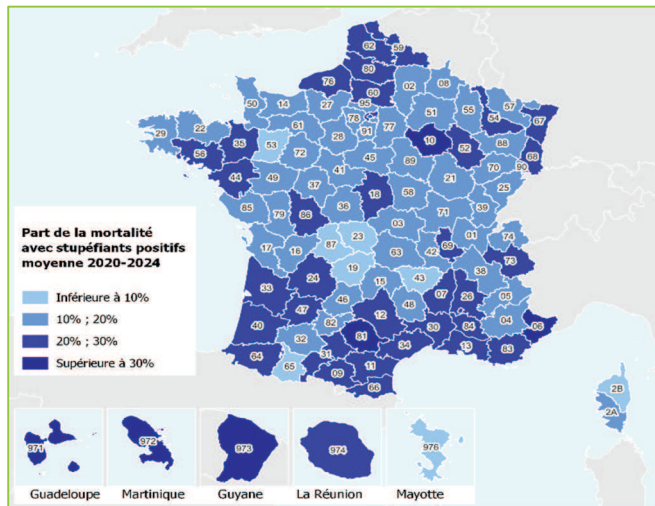 62 59
80
76 02 08
60
50 14 27 95 51 55 57
78 77 54 67
61 91
29 22 35 53 28 10 52 88 68
56 72 45 89 70 90
41
44 49 37 18 58 21 25
85 79 86 36 71 39
03
17 16 87 23 63 42 69 01 74
19 43 38 73
33 24 15 07 26 05
46 48
47 12 04
40 82 30 84 06
32 81 34 13 83
64 31
65 09 11
66
2B
2A
Part de la mortalité
avec stupéfiants positifs
moyenne 2020-2024
Inférieure à 10%
10% ; 20%
20% ; 30%
Supérieure à 30%
971 972 973 974 976
Guadeloupe Martinique Guyane La Réunion Mayotte